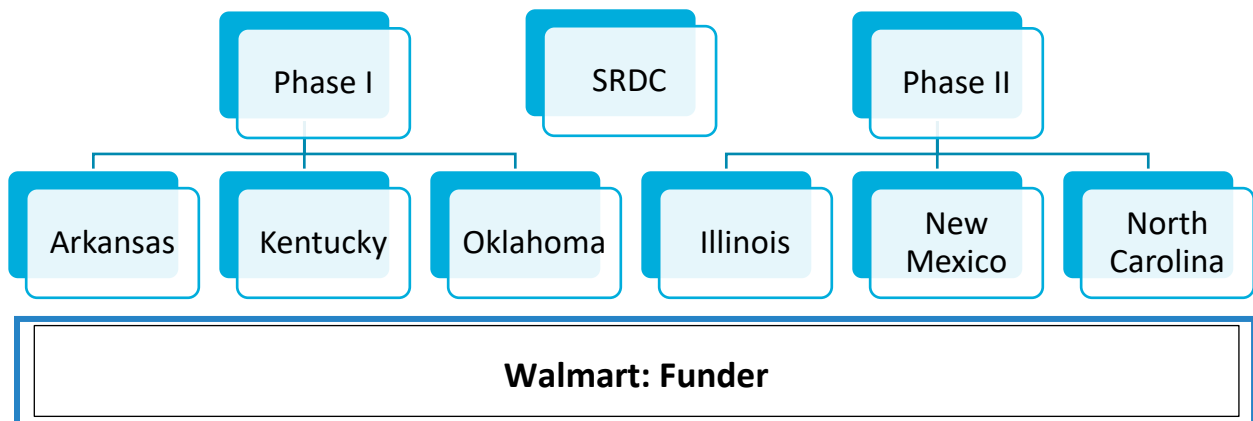 Phase I
SRDC
Phase II
Arkansas
Kentucky
Oklahoma
Illinois
New
Mexico
North
Carolina
Walmart: Funder